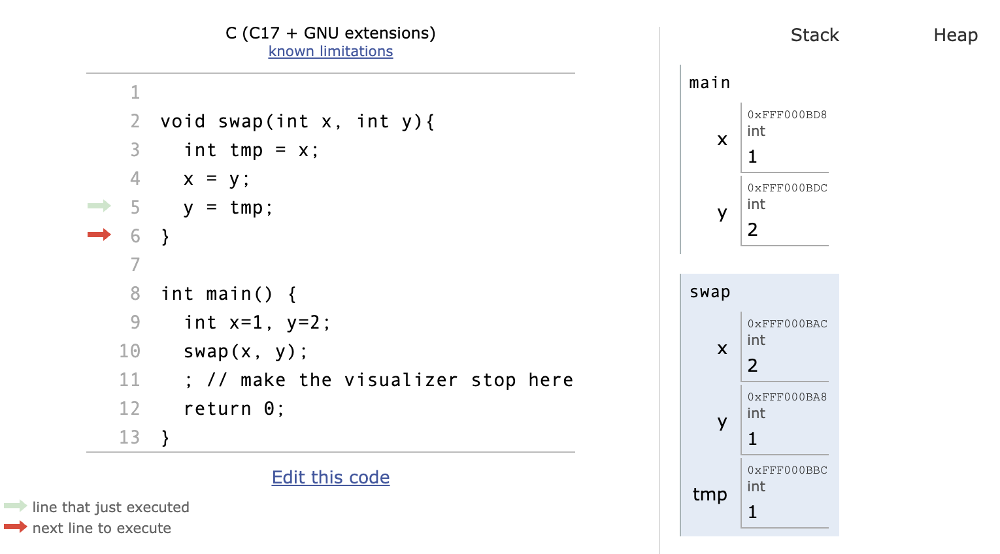 C (C17 + GNU extensions)
known limitations
1
2 void swap(int x, int y){
3 int tmp = x;
4 x = y;
5 y = tmp;
6 }
7
8 int main() {
9 int x=1, y=2;
10 swap(x, y);
11 ; // make the visualizer stop here
12 return 0;
13 }
Edit this code
line that just executed
next line to execute
Stack Heap
main
0xFFF000BD8
int
x
1
0xFFF000BDC
int
y
2
swap
0xFFF000BAC
int
x
2
0xFFF000BA8
int
y
1
0xFFF000BBC
int
tmp
1